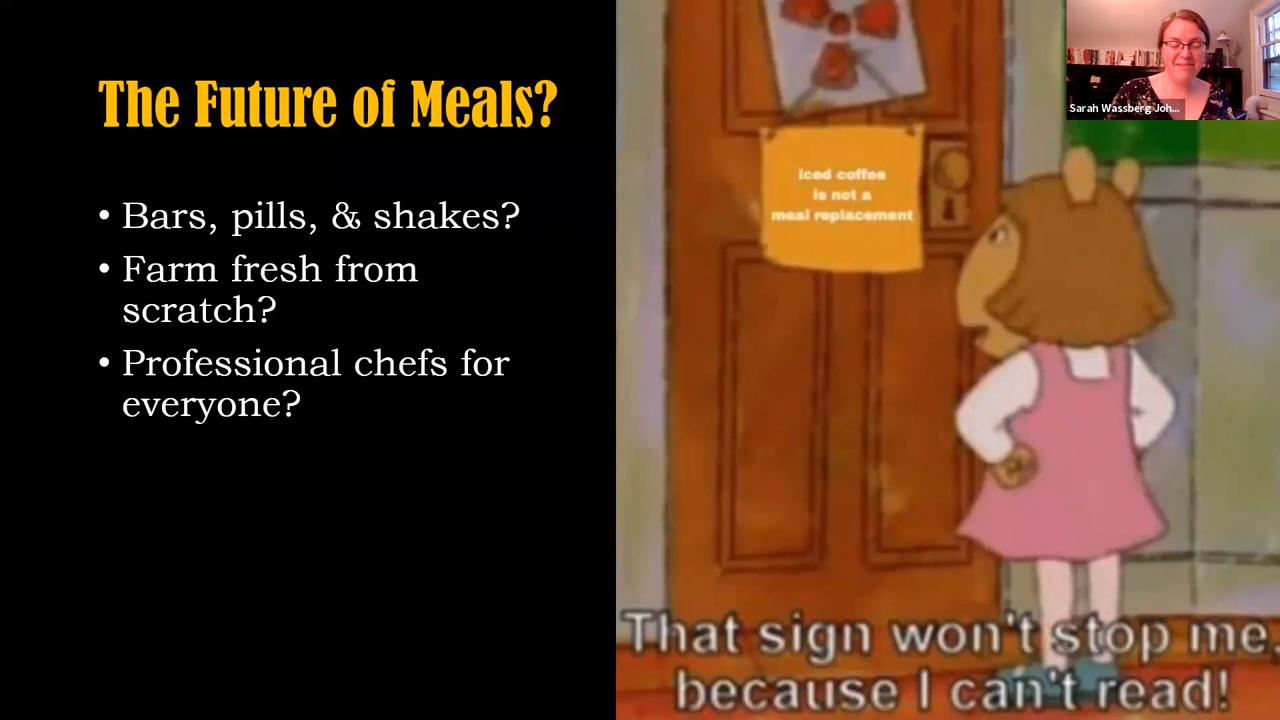 The Future of Meals?
• Bars, pills, & shakes?
• Farm fresh from
scratch?
• Professional chefs for
everyone?
iced coffee
is not a
meal replacement
That sign won't stop me,
because I can't read!
Sarah Wassberg Joh...